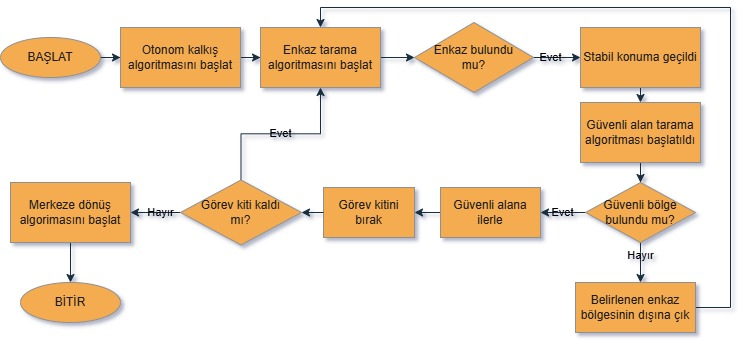 BAŞLAT
Otonom kalkış
algoritmasını başlat
Enkaz tarama
algoritmasını başlat
Enkaz bulundu
mu?
Evet
Stabil konuma geçildi
Güvenli alan tarama
algoritması başlatıldı
Güvenli bölge
bulundu mu?
Evet
Güvenli alana
ilerle
Görev kitini
bırak
Görev kiti kaldı
mı?
Evet
Hayır
Merkeze dönüş
algorimasını başlat
BİTİR
Hayır
Belirlenen enkaz
bölgesinin dışına çık